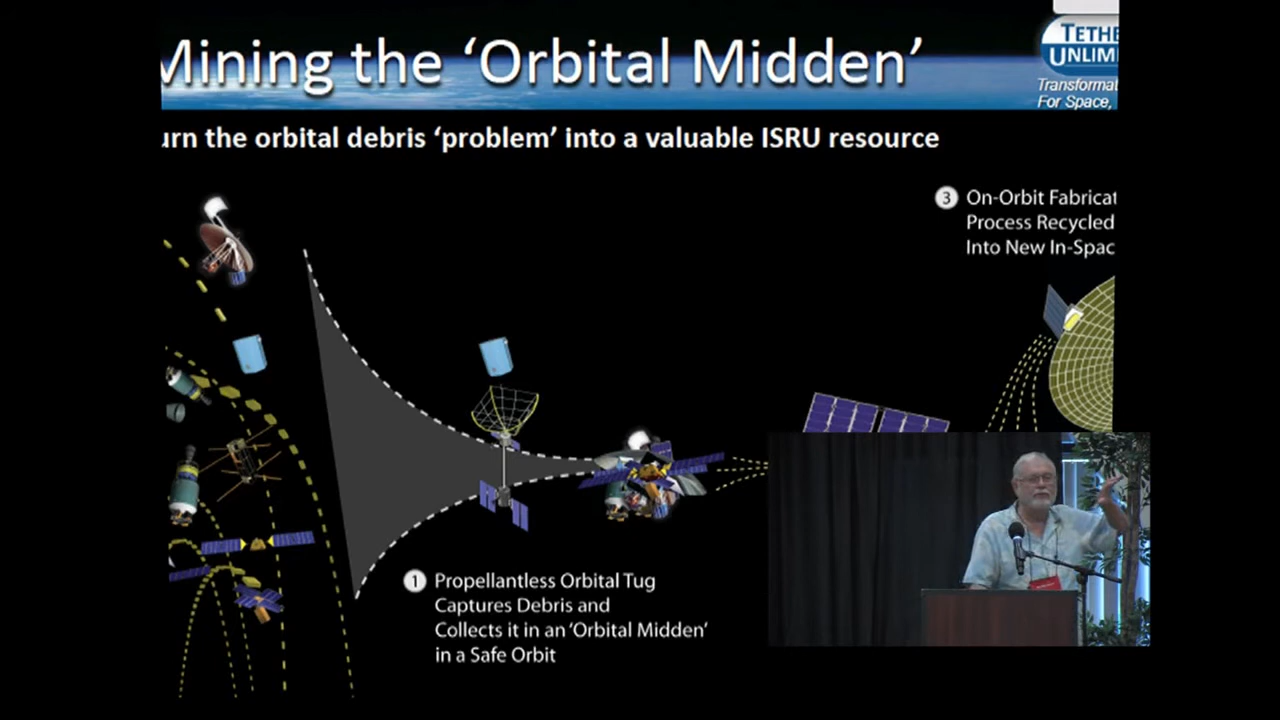 Mining the ‘Orbital Midden’
TETHE
UNLIM
Transformat
For Space,
urn the orbital debris ‘problem’ into a valuable ISRU resource
3 On-Orbit Fabricat
Process Recycled
Into New In-Spac
1 Propellantless Orbital Tug
Captures Debris and
Collects it in an ‘Orbital Midden’
in a Safe Orbit